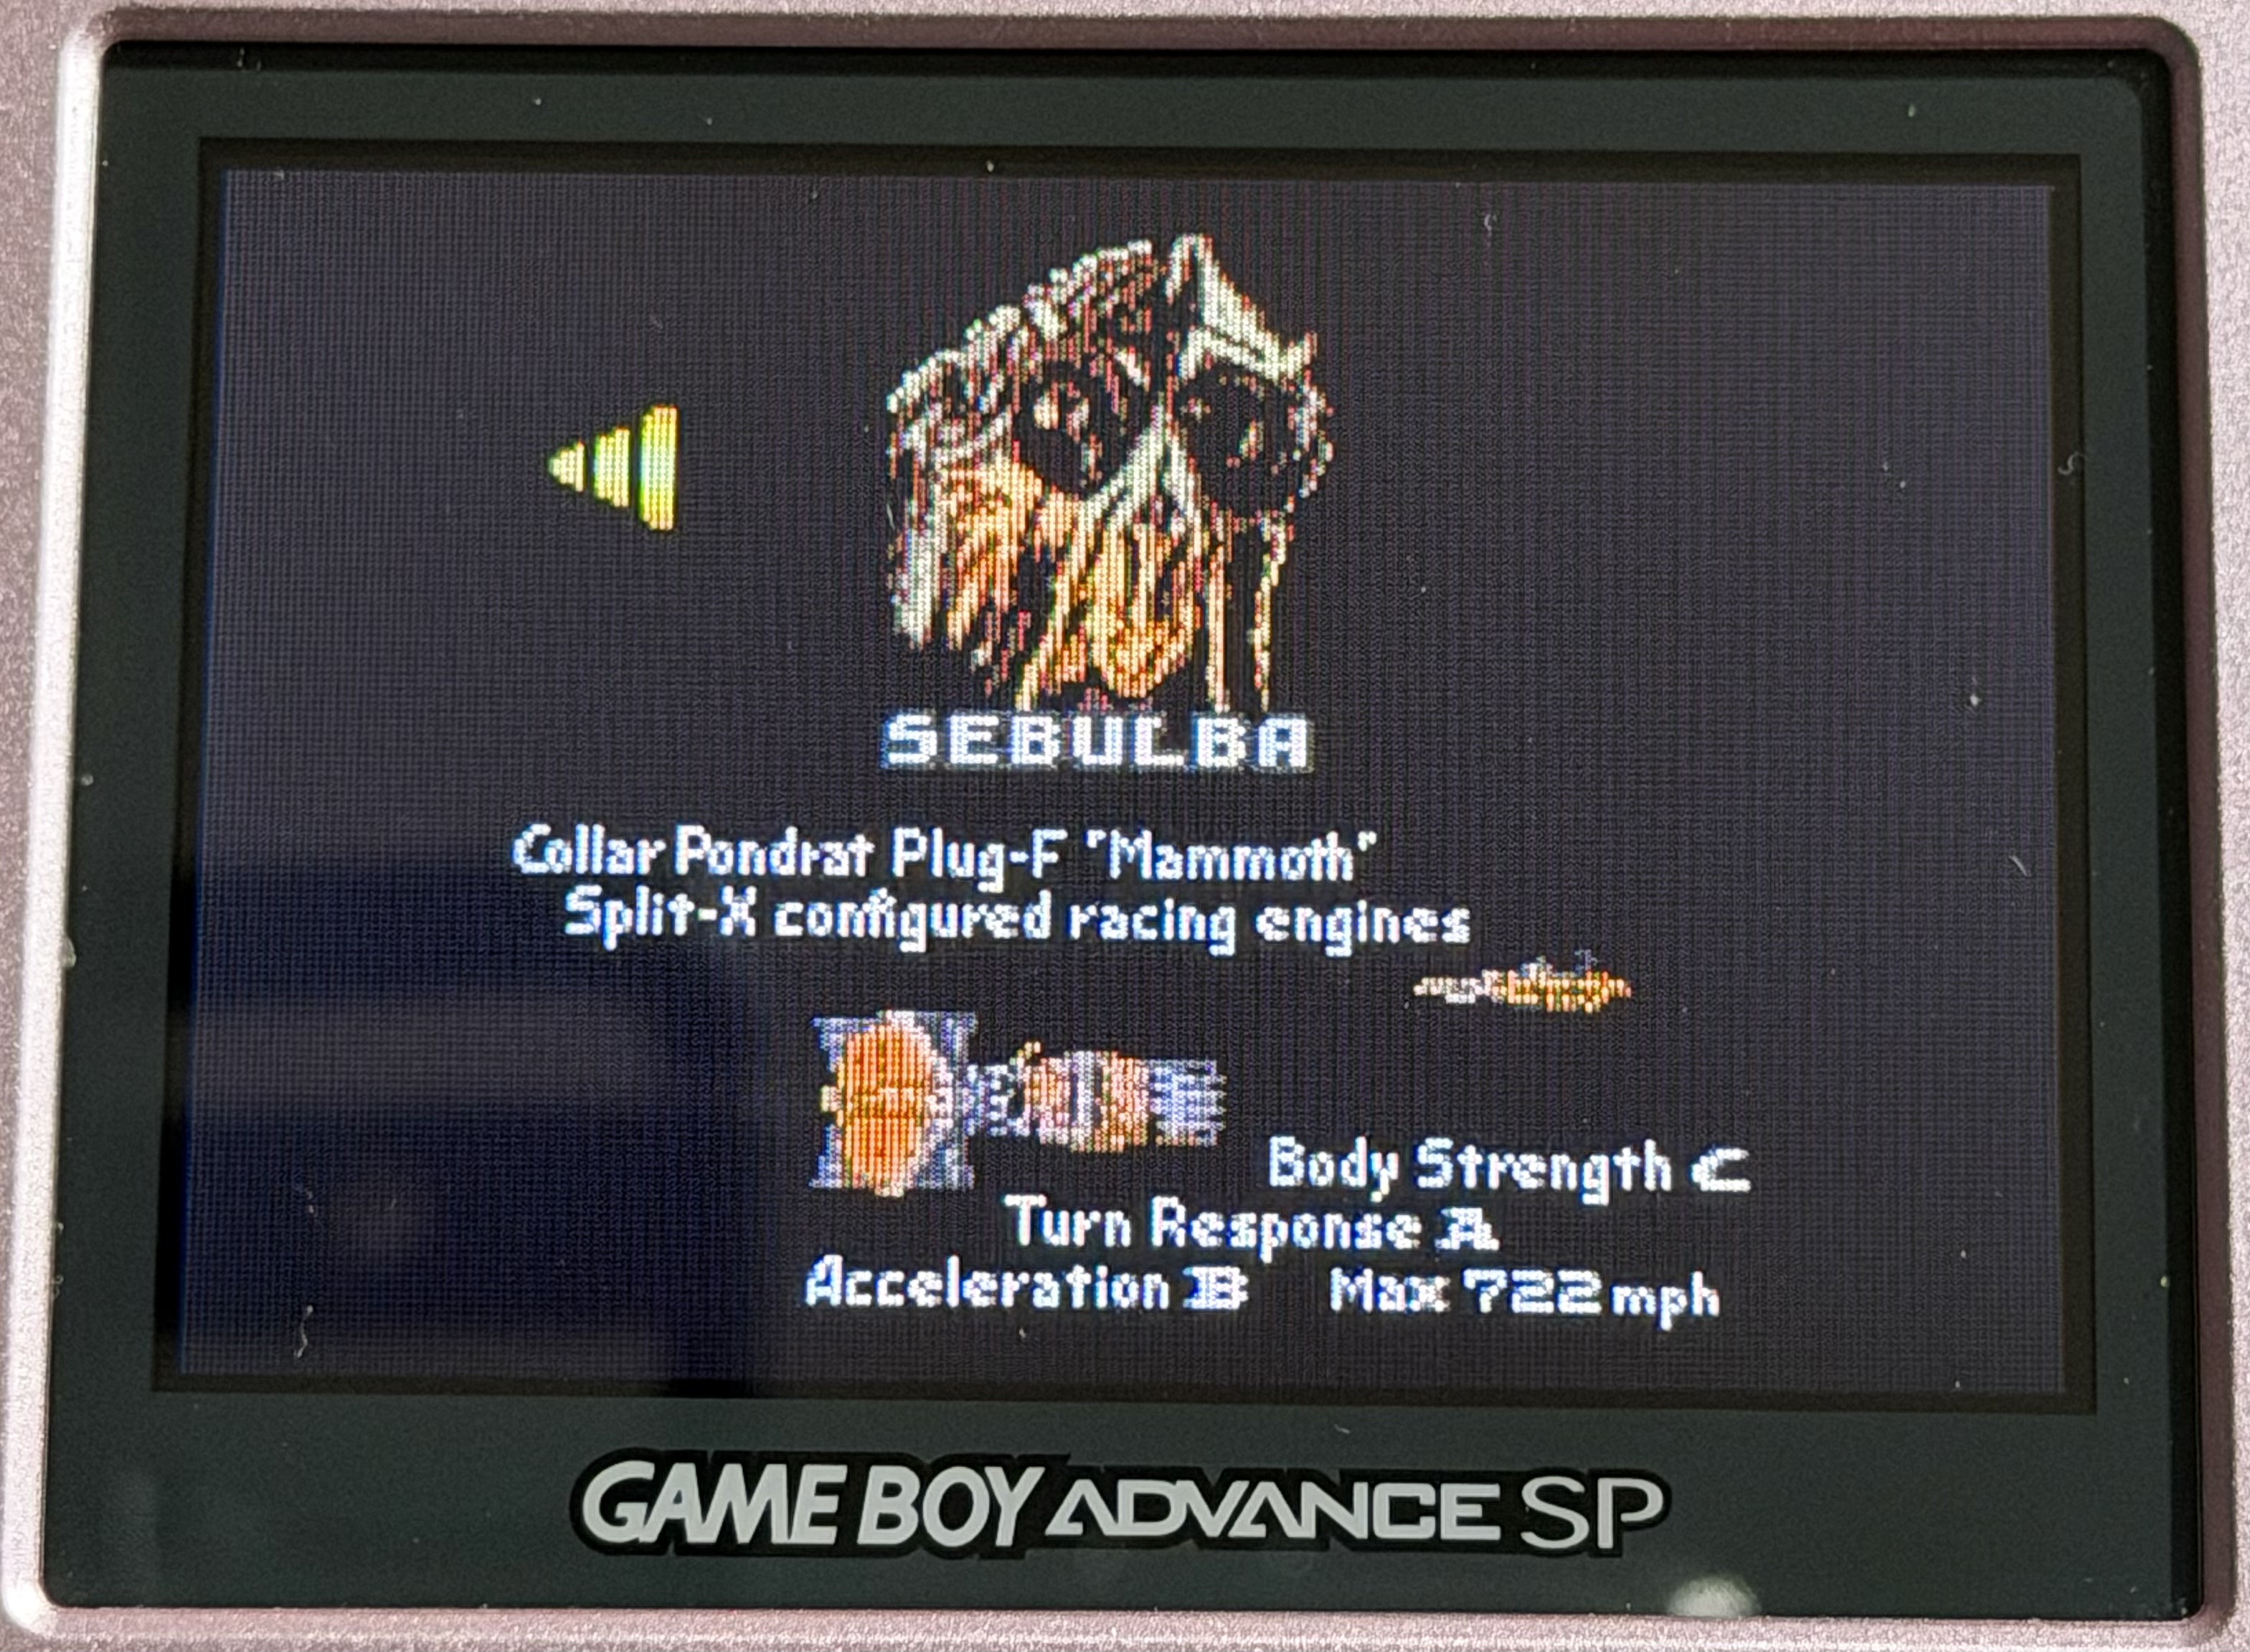 SEBULBA
Collar Pondrat Plug-F "Mammoth"
Split-X configured racing engines
Body Strength C
Turn Response A
Acceleration B Max 722 mph
GAME BOY ADVANCE SP